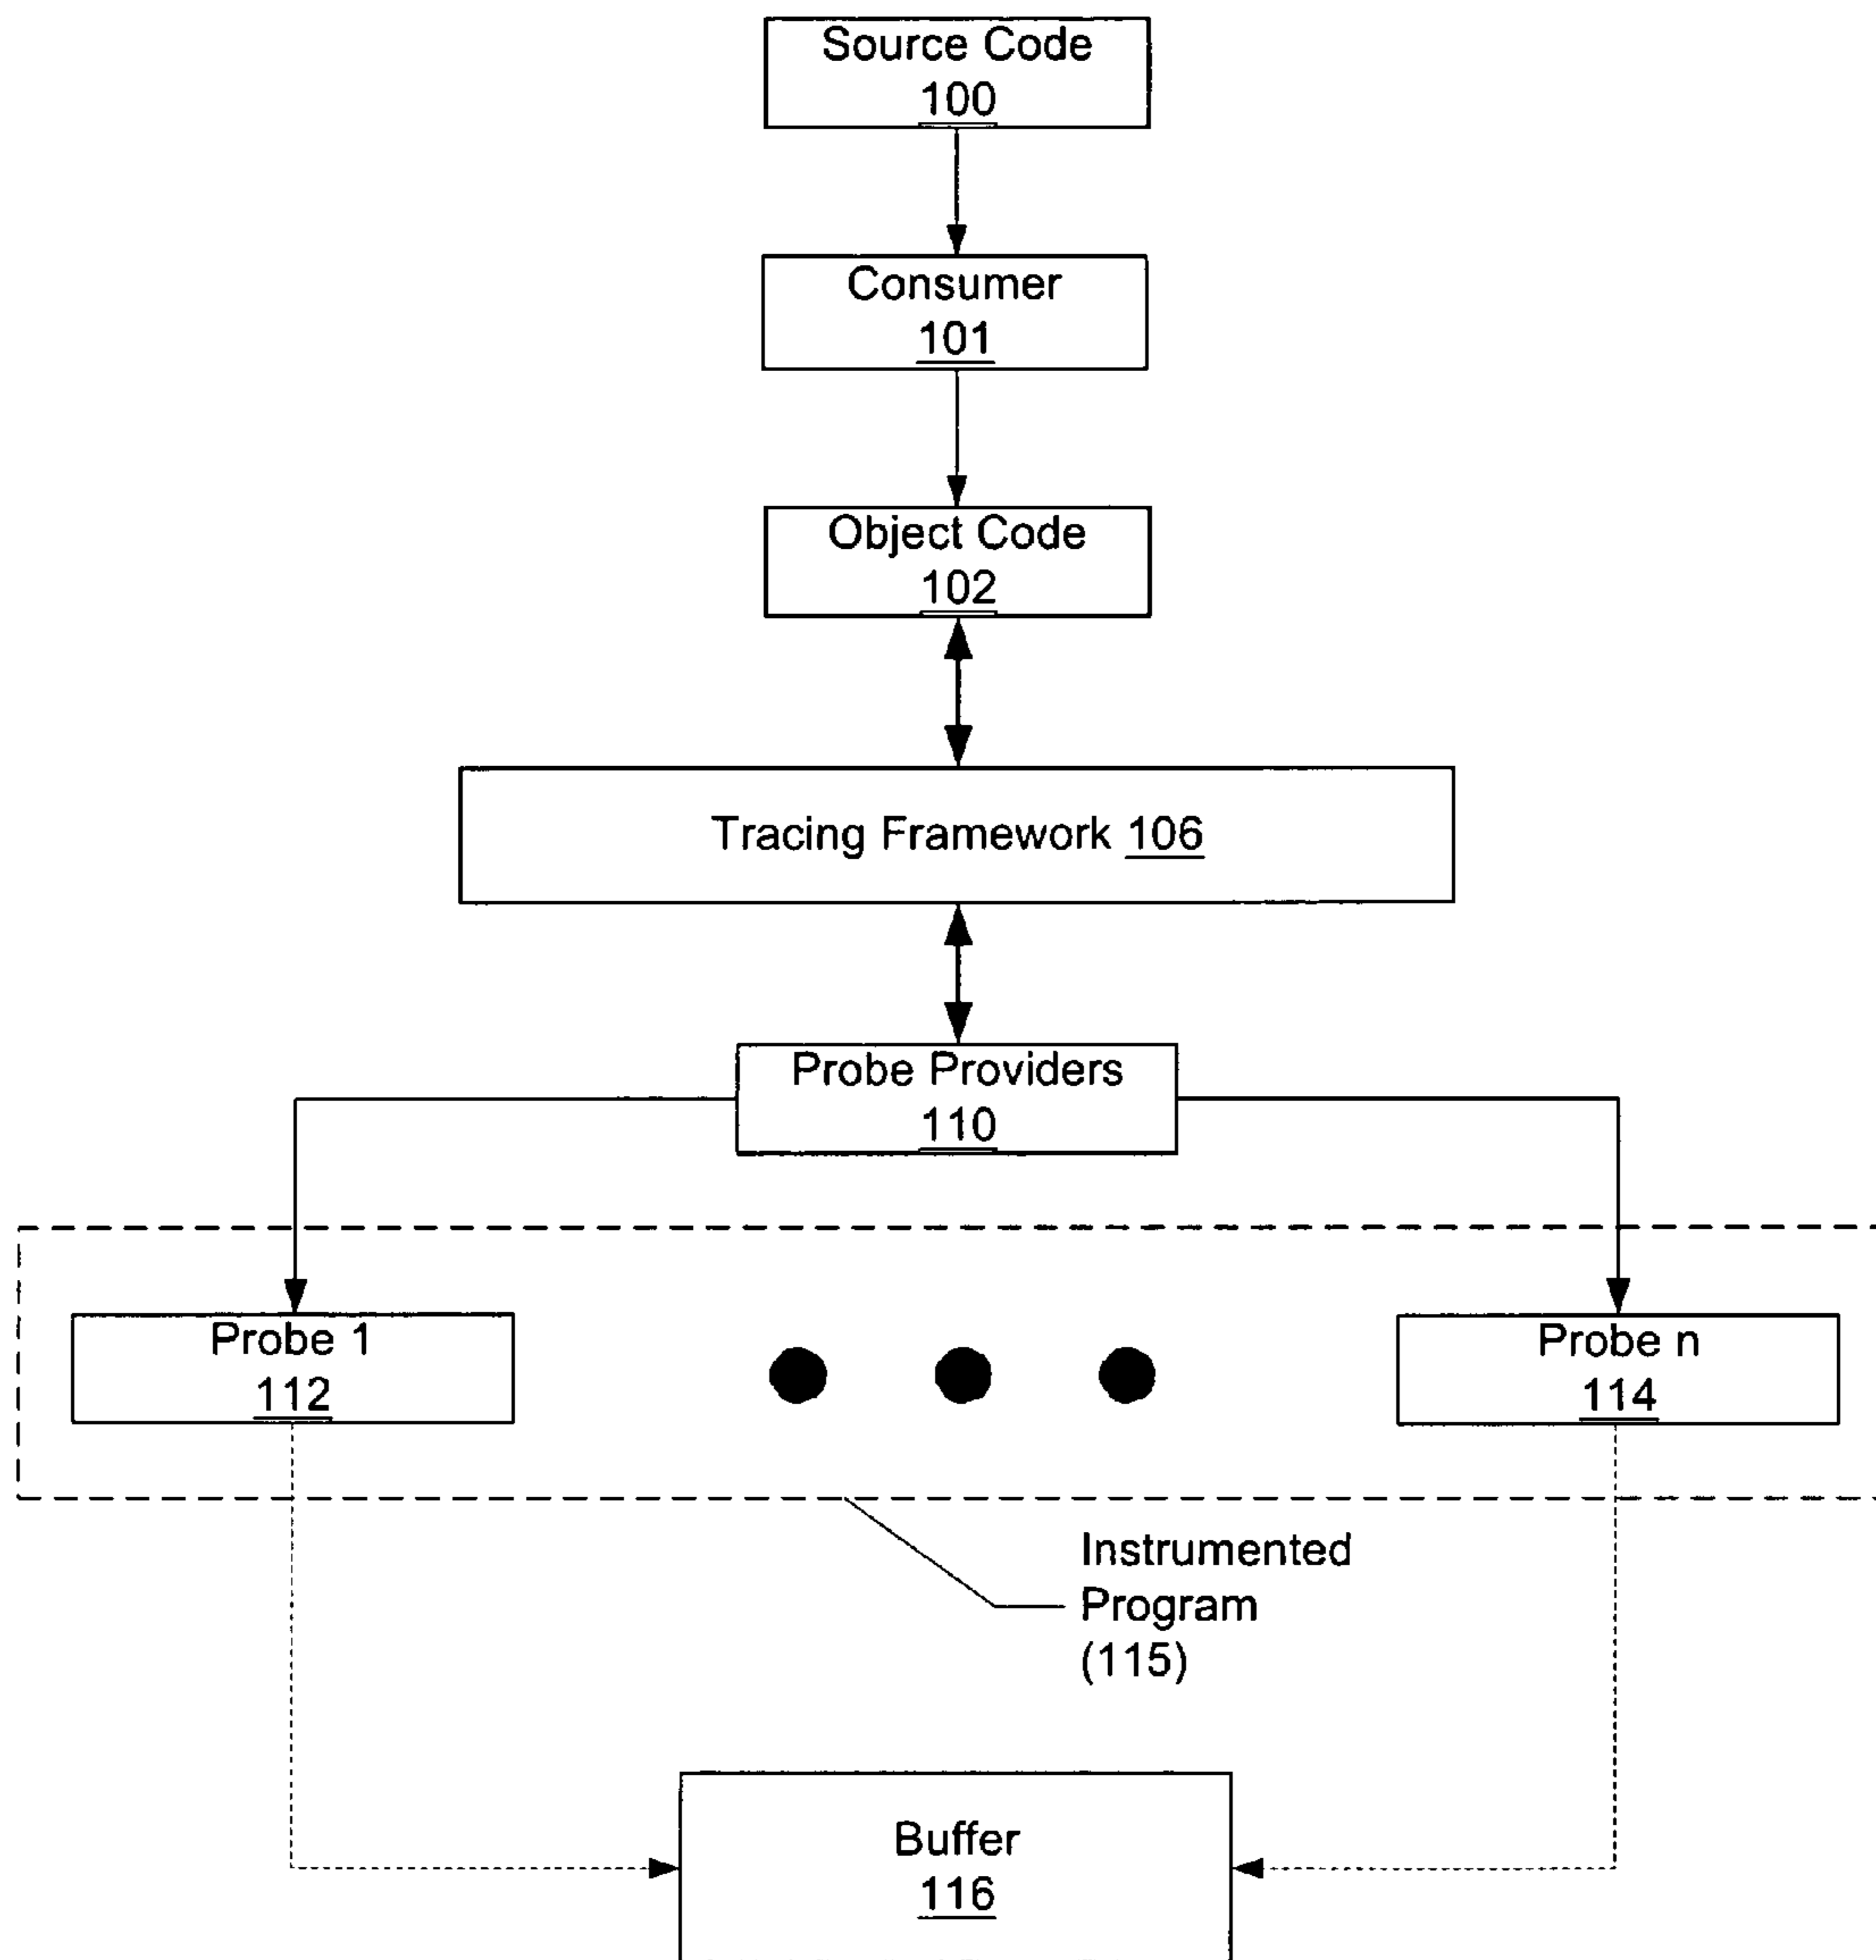 Source Code
100
Consumer
101
Object Code
102
Tracing Framework 106
Probe Providers
110
Probe 1
112
Probe n
114
Instrumented
Program
(115)
Buffer
116